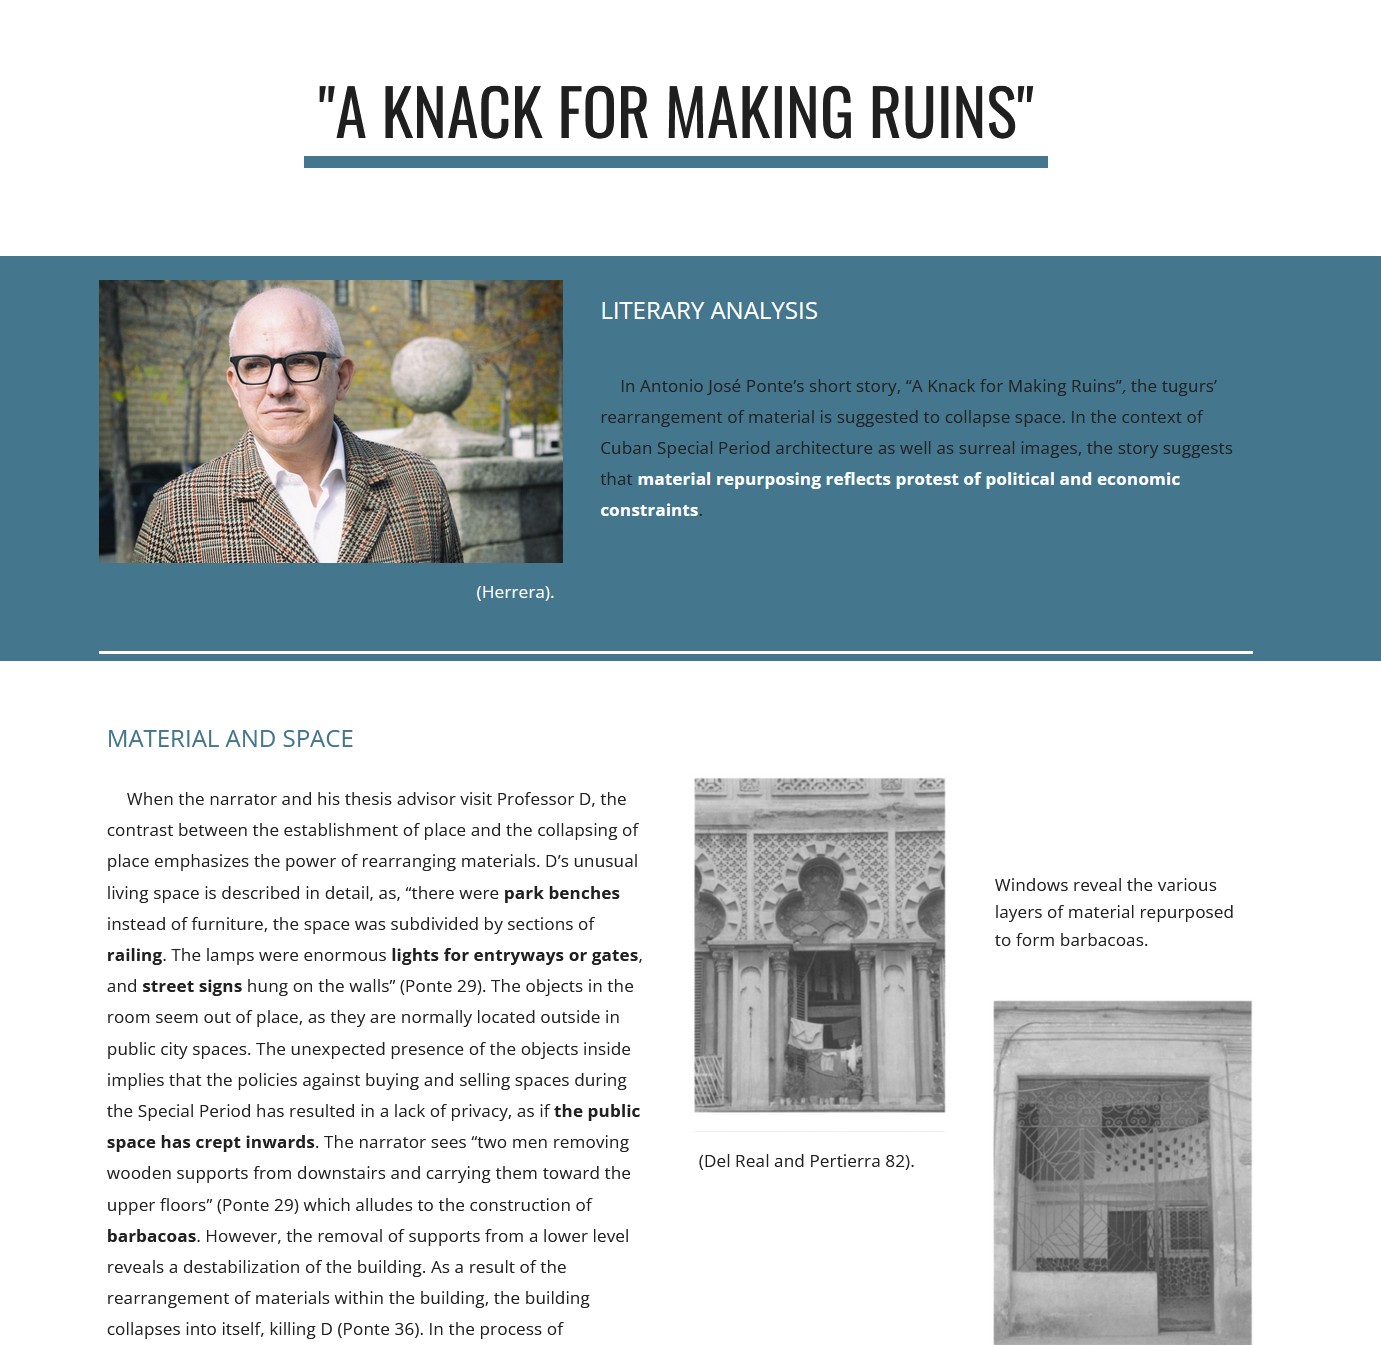 "A KNACK FOR MAKING RUINS"
LITERARY ANALYSIS
In Antonio José Ponte’s short story, “A Knack for Making Ruins”, the tugurs’
rearrangement of material is suggested to collapse space. In the context of
Cuban Special Period architecture as well as surreal images, the story suggests
that material repurposing reflects protest of political and economic
constraints.
(Herrera).
MATERIAL AND SPACE
When the narrator and his thesis advisor visit Professor D, the
contrast between the establishment of place and the collapsing of
place emphasizes the power of rearranging materials. D’s unusual
living space is described in detail, as, “there were park benches
instead of furniture, the space was subdivided by sections of
railing. The lamps were enormous lights for entryways or gates,
and street signs hung on the walls” (Ponte 29). The objects in the
room seem out of place, as they are normally located outside in
public city spaces. The unexpected presence of the objects inside
implies that the policies against buying and selling spaces during
the Special Period has resulted in a lack of privacy, as if the public
space has crept inwards. The narrator sees “two men removing
wooden supports from downstairs and carrying them toward the
upper floors” (Ponte 29) which alludes to the construction of
barbacoas. However, the removal of supports from a lower level
reveals a destabilization of the building. As a result of the
rearrangement of materials within the building, the building
collapses into itself, killing D (Ponte 36). In the process of
(Del Real and Pertierra 82).
Windows reveal the various
layers of material repurposed
to form barbacoas.